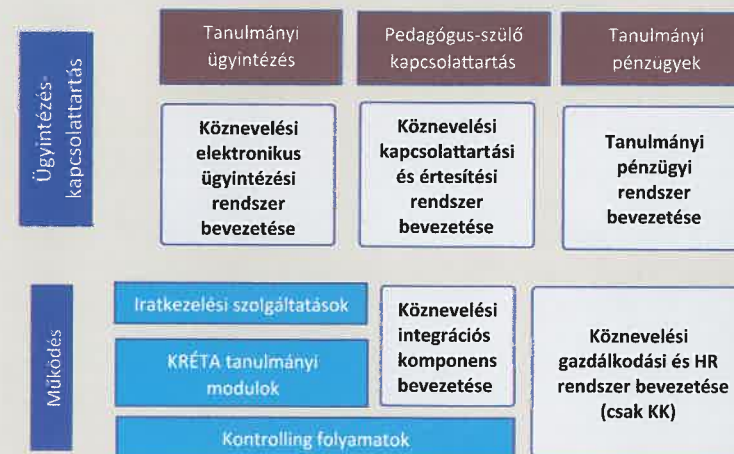 Ügyintézés-
kapcsolattartás
Tanulmányi
ügyintézés
Pedagógus-szülő
kapcsolattartás
Tanulmányi
pénzügyek
Köznevelési
elektronikus
ügyintézési
rendszer
bevezetése
Köznevelési
kapcsolattartási
és értesítési
rendszer
bevezetése
Tanulmányi
pénzügyi
rendszer
bevezetése
Működés
Iratkezelési szolgáltatások
KRÉTA tanulmányi
modulok
Kontrolling folyamatok
Köznevelési
integrációs
komponens
bevezetése
Köznevelési
gazdálkodási és HR
rendszer bevezetése
(csak KK)